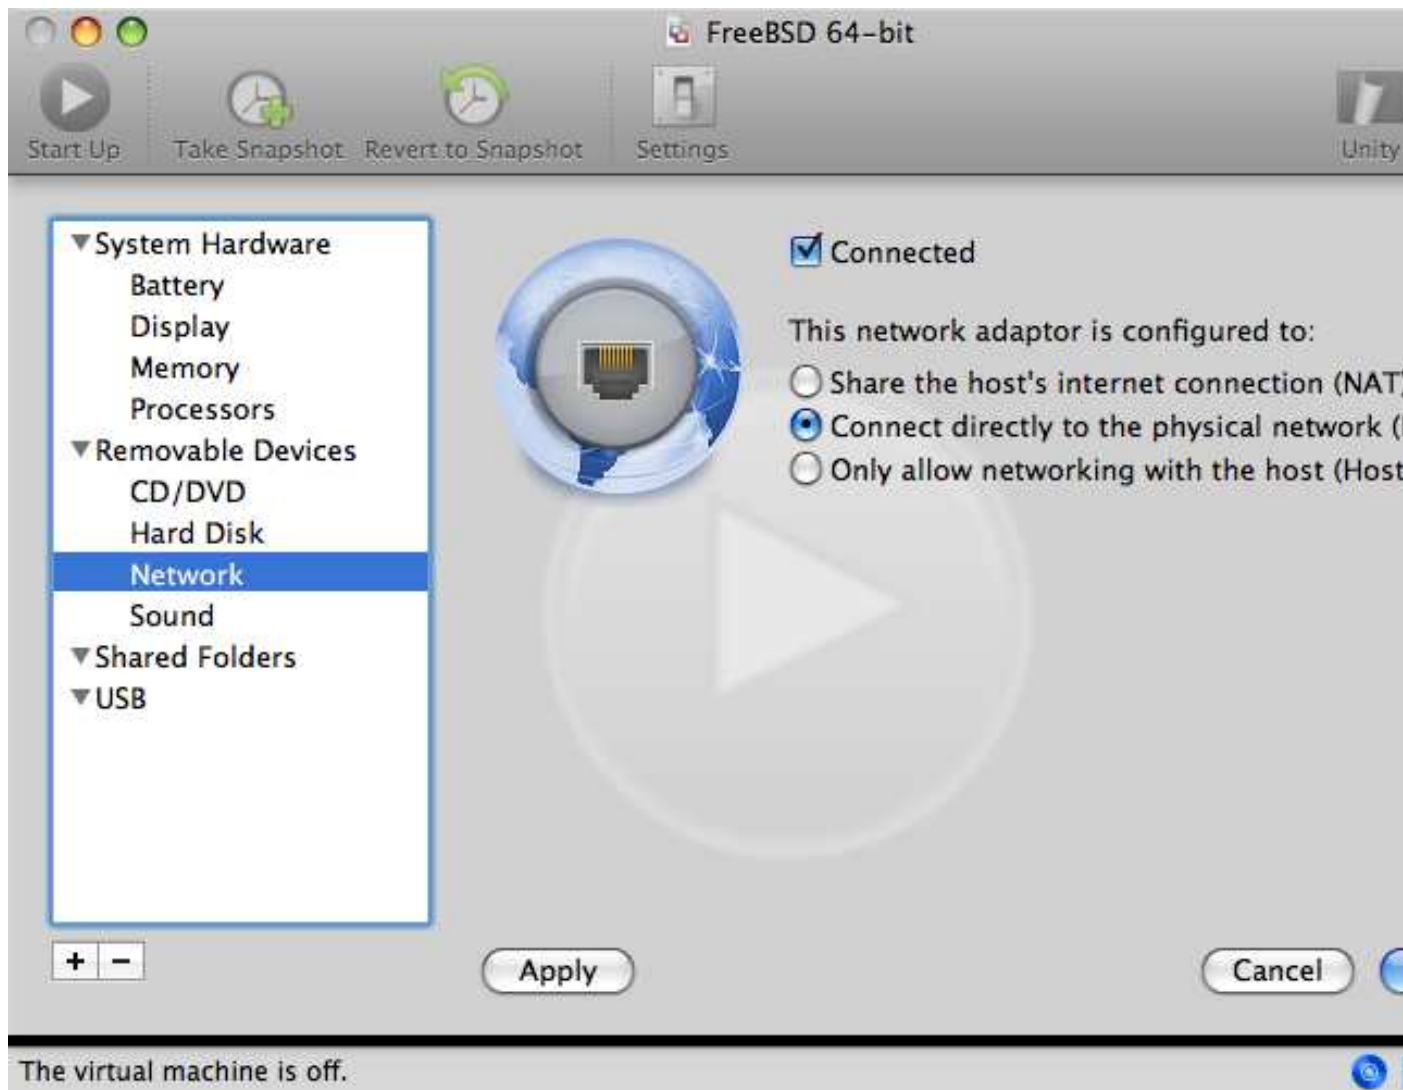 FreeBSD 64-bit
Start Up Take Snapshot Revert to Snapshot Settings Unity
System Hardware
Battery
Display
Memory
Processors
Removable Devices
CD/DVD
Hard Disk
Network
Sound
Shared Folders
USB
Connected
This network adaptor is configured to:
Share the host's internet connection (NAT)
Connect directly to the physical network (
Only allow networking with the host (Host
+ −
Apply Cancel
The virtual machine is off.